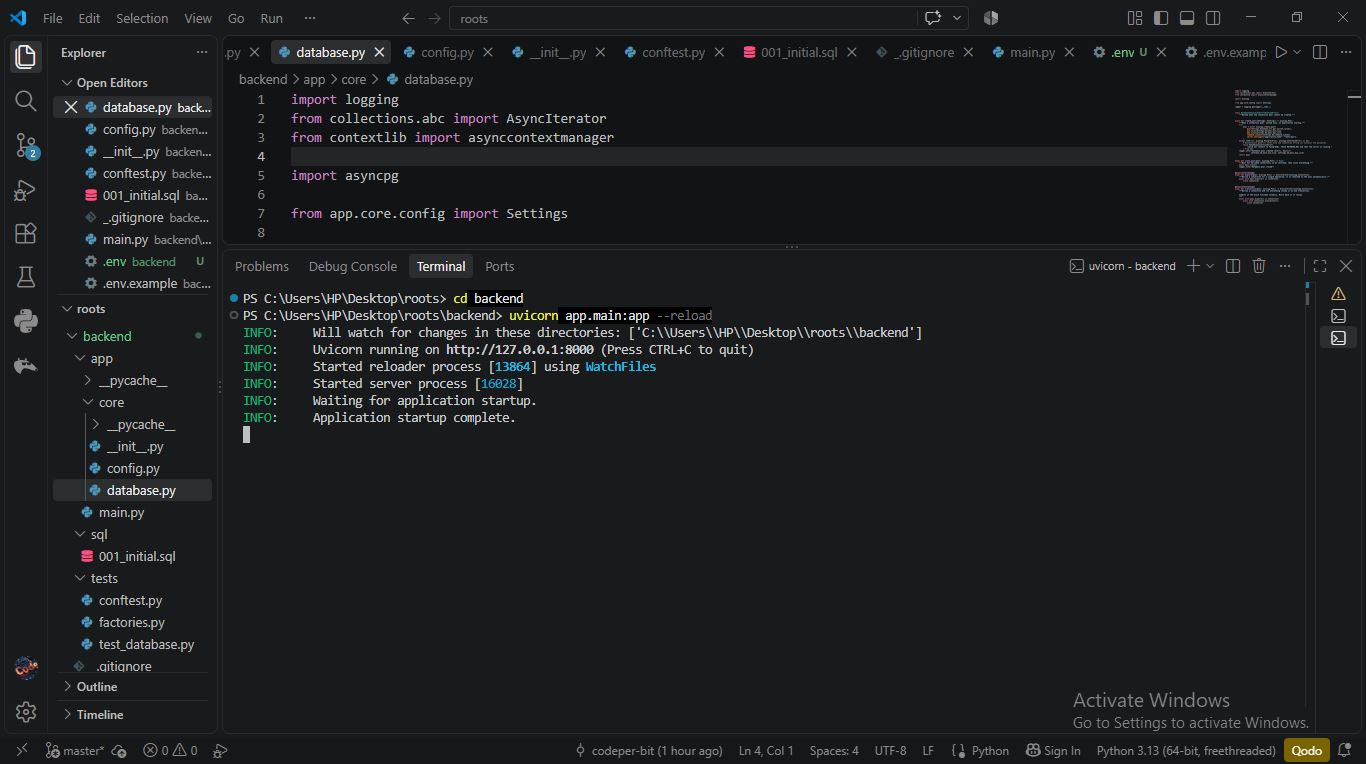 File Edit Selection View Go Run ··· roots
Explorer ···
.py database.py config.py __init__.py conftest.py 001_initial.sql _.gitignore main.py .env U .env.examp ···
Open Editors
database.py back...
config.py backen...
__init__.py backen...
conftest.py backe...
001_initial.sql ba...
_.gitignore backe...
main.py backend\...
.env backend U
.env.example bac...
roots
backend
app
__pycache__
core
__pycache__
__init__.py
config.py
database.py
main.py
sql
001_initial.sql
tests
conftest.py
factories.py
test_database.py
.gitignore
Outline
Timeline
backend > app > core > database.py
1 import logging
2 from collections.abc import AsyncIterator
3 from contextlib import asynccontextmanager
4
5 import asyncpg
6
7 from app.core.config import Settings
8
Problems Debug Console Terminal Ports uvicorn - backend
PS C:\Users\HP\Desktop\roots> cd backend
PS C:\Users\HP\Desktop\roots\backend> uvicorn app.main:app --reload
INFO: Will watch for changes in these directories: ['C:\\Users\\HP\\Desktop\\roots\\backend']
INFO: Uvicorn running on http://127.0.0.1:8000 (Press CTRL+C to quit)
INFO: Started reloader process [13864] using WatchFiles
INFO: Started server process [16028]
INFO: Waiting for application startup.
INFO: Application startup complete.
2
Activate Windows
Go to Settings to activate Windows.
master* 0 0 codeper-bit (1 hour ago) Ln 4, Col 1 Spaces: 4 UTF-8 LF Python Sign In Python 3.13 (64-bit, freethreaded) Qodo